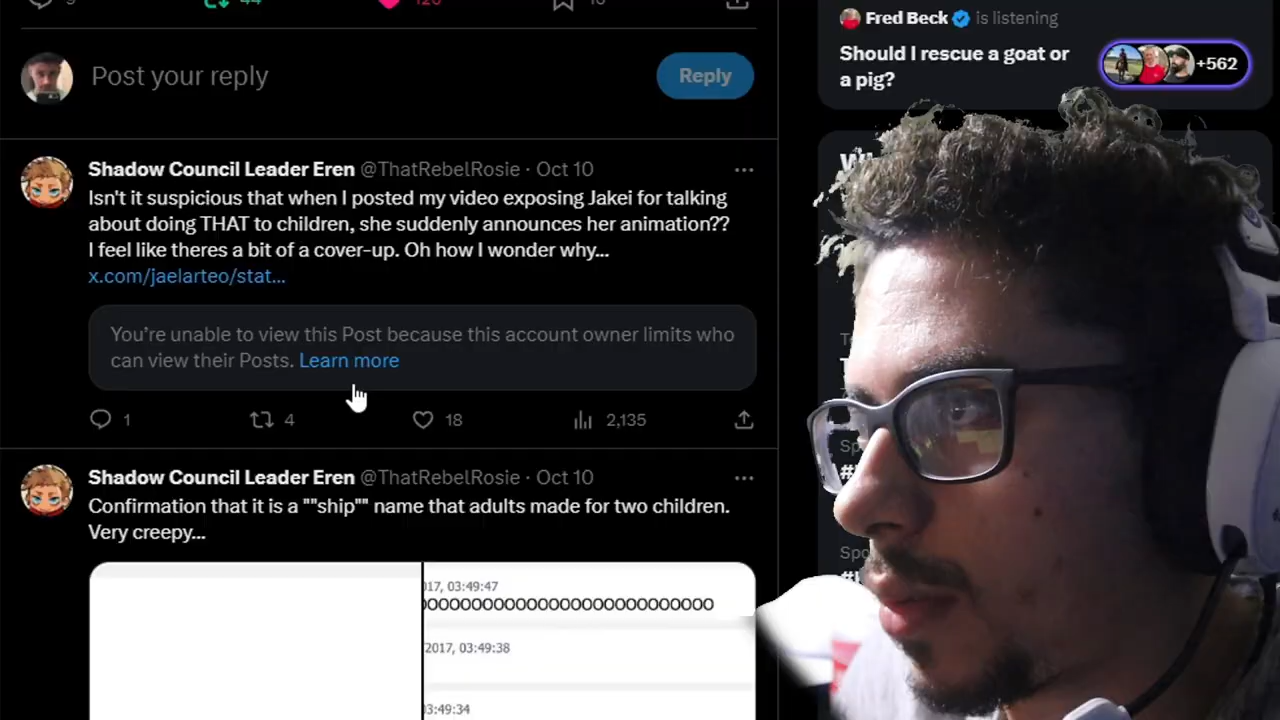 Fred Beck is listening
Should I rescue a goat or
a pig?
+562
Post your reply
Reply
Shadow Council Leader Eren @ThatRebelRosie · Oct 10
Isn't it suspicious that when I posted my video exposing Jakei for talking
about doing THAT to children, she suddenly announces her animation??
I feel like theres a bit of a cover-up. Oh how I wonder why...
x.com/jaelarteo/stat...
You're unable to view this Post because this account owner limits who
can view their Posts. Learn more
1
4
18
2,135
Shadow Council Leader Eren @ThatRebelRosie · Oct 10
Confirmation that it is a ""ship"" name that adults made for two children.
Very creepy...
17, 03:49:47
2017, 03:49:38
3:49:34